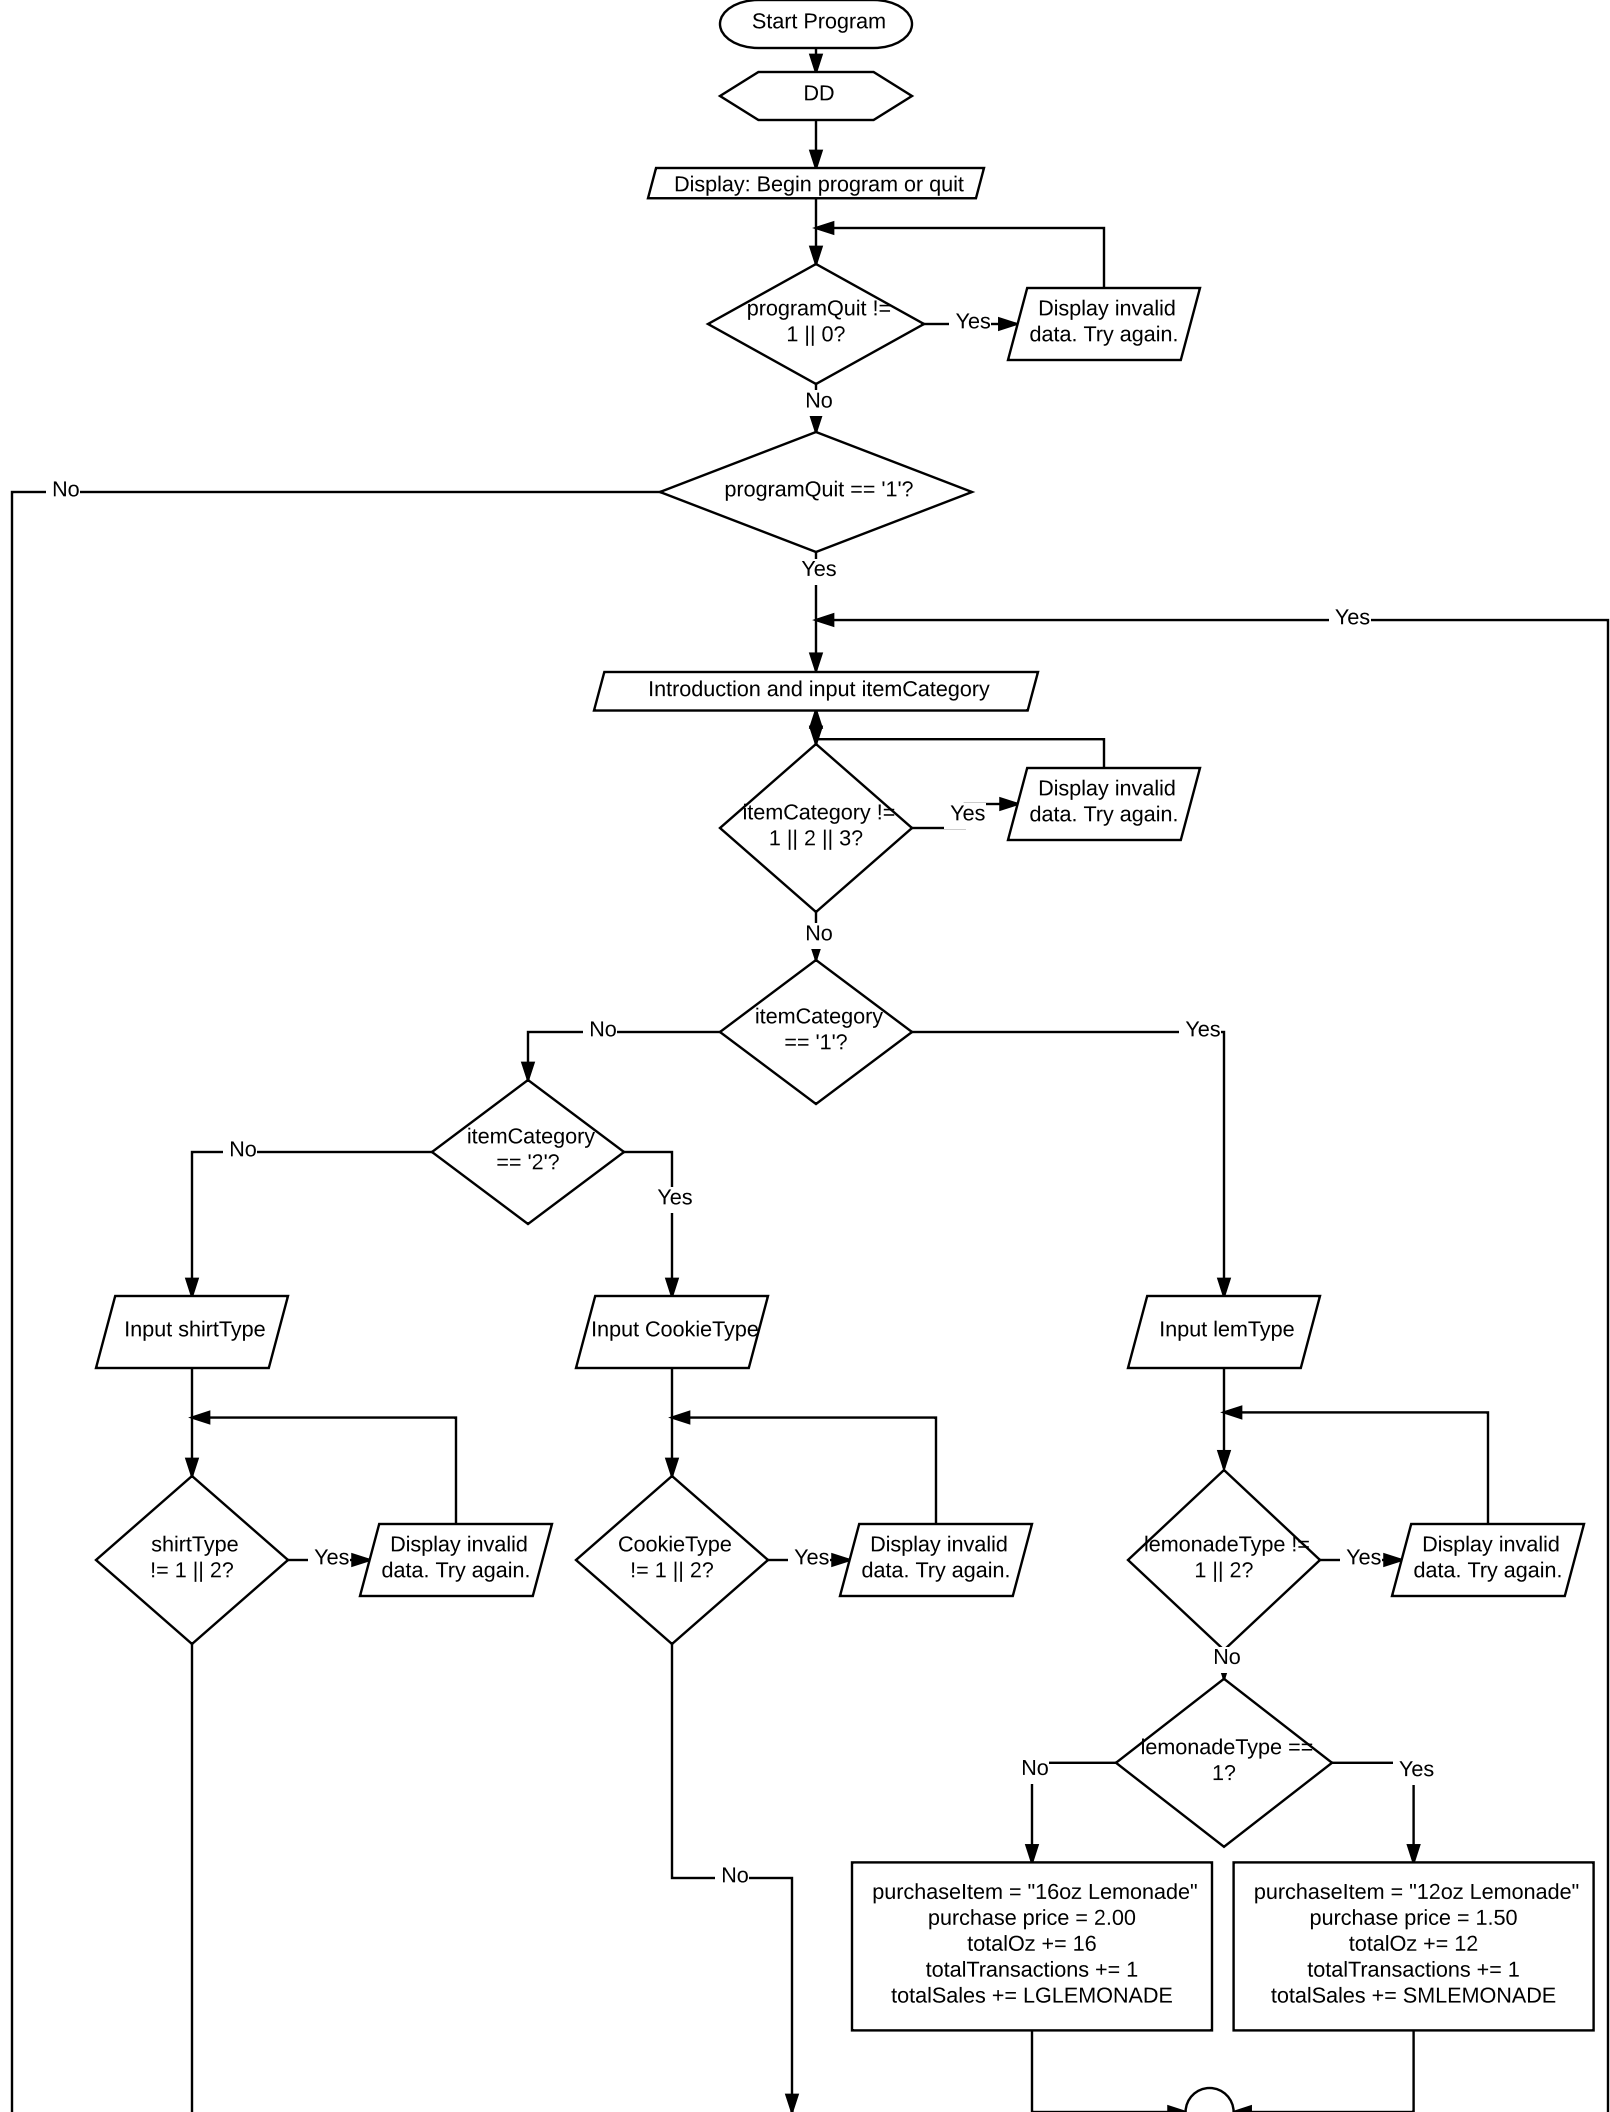 Start Program
DD
Display: Begin program or quit
programQuit !=
1 || 0?
Yes
Display invalid
data. Try again.
No
programQuit == '1'?
No
Yes
Yes
Introduction and input itemCategory
itemCategory !=
1 || 2 || 3?
Yes
Display invalid
data. Try again.
No
itemCategory
== '1'?
No
Yes
itemCategory
== '2'?
No
Yes
Input shirtType
Input CookieType
Input lemType
shirtType
!= 1 || 2?
Yes
Display invalid
data. Try again.
CookieType
!= 1 || 2?
Yes
Display invalid
data. Try again.
lemonadeType !=
1 || 2?
Yes
Display invalid
data. Try again.
No
lemonadeType ==
1?
No
Yes
No
purchaseItem = "16oz Lemonade"
purchase price = 2.00
totalOz += 16
totalTransactions += 1
totalSales += LGLEMONADE
purchaseItem = "12oz Lemonade"
purchase price = 1.50
totalOz += 12
totalTransactions += 1
totalSales += SMLEMONADE